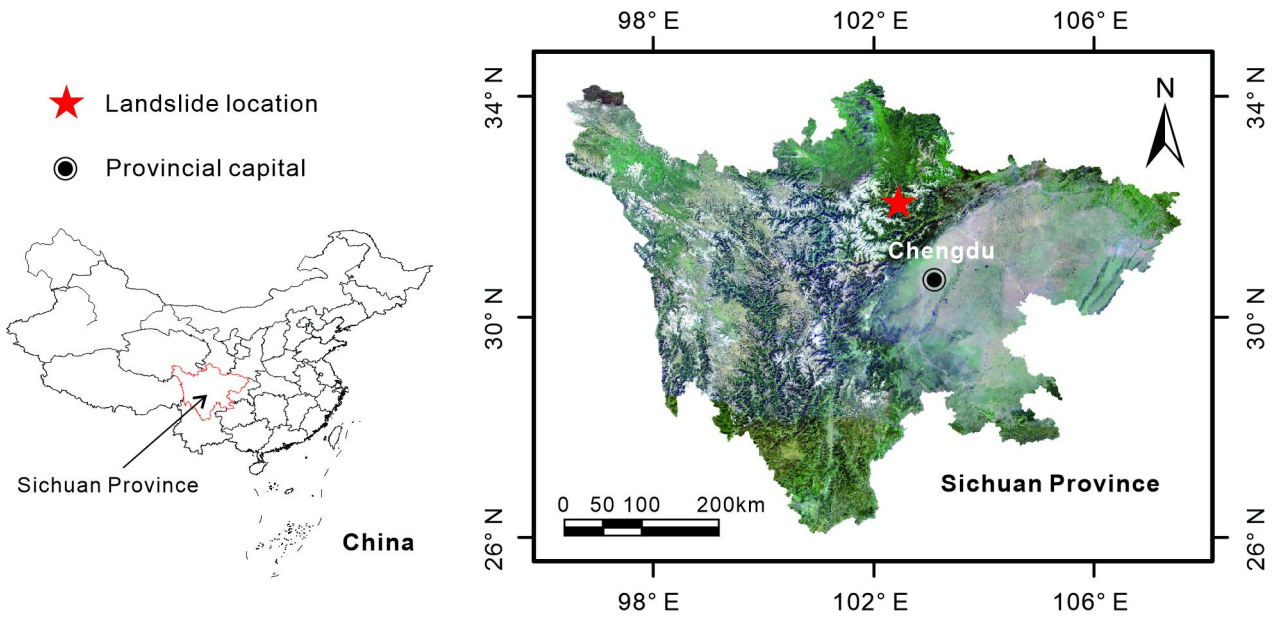 Landslide location
Provincial capital
Sichuan Province
China
98° E 102° E 106° E
34° N
30° N
26° N
N
Chengdu
Sichuan Province
0 50 100 200km
34° N
30° N
26° N
98° E 102° E 106° E